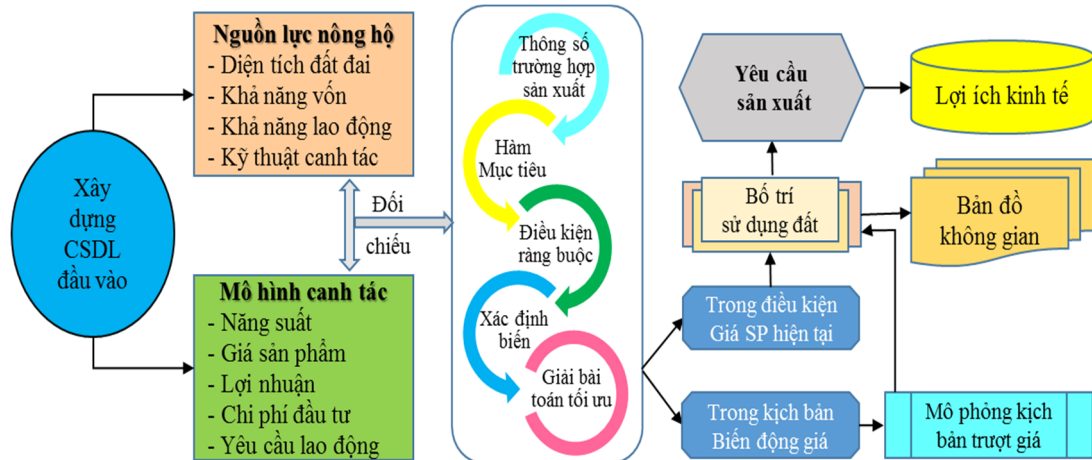 Xây
dựng
CSDL
đầu vào
Nguồn lực nông hộ
- Diện tích đất đai
- Khả năng vốn
- Khả năng lao động
- Kỹ thuật canh tác
Đối
chiếu
Mô hình canh tác
- Năng suất
- Giá sản phẩm
- Lợi nhuận
- Chi phí đầu tư
- Yêu cầu lao động
Thông số
trường hợp
sản xuất
Hàm
Mục tiêu
Điều kiện
ràng buộc
Xác định
biến
Giải bài
toán tối ưu
Yêu cầu
sản xuất
Lợi ích kinh tế
Bố trí
sử dụng đất
Bản đồ
không gian
Trong điều kiện
Giá SP hiện tại
Trong kịch bản
Biến động giá
Mô phỏng kịch
bản trượt giá